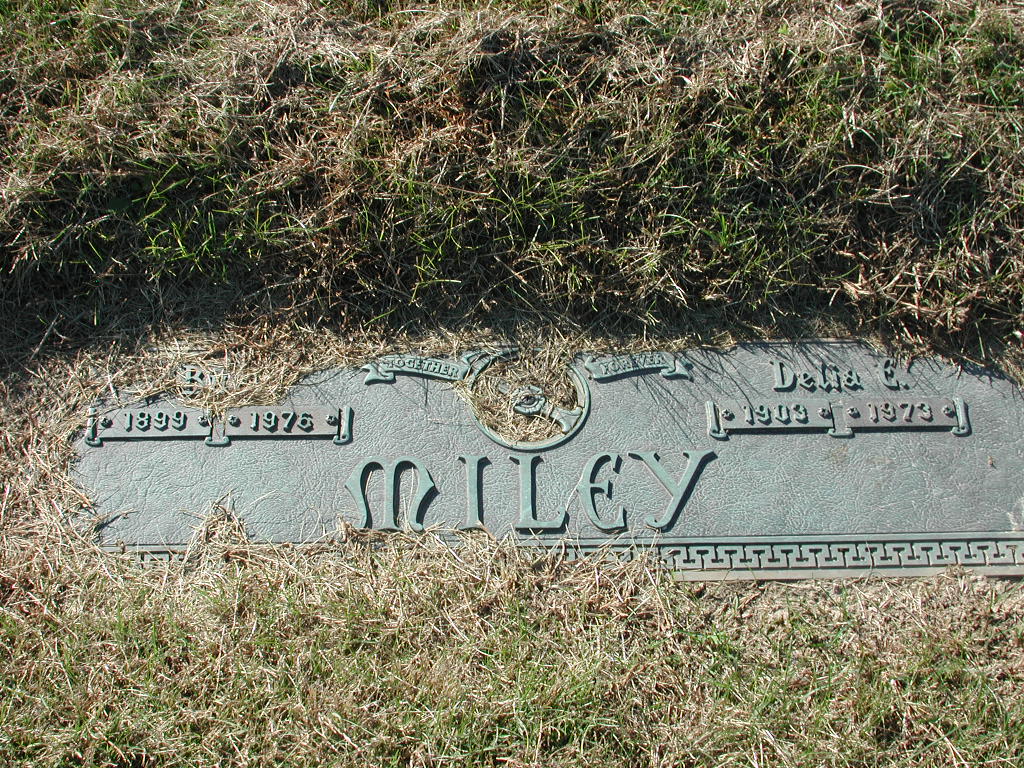 TOGETHER FOREVER
Delia E.
1899 1976
1903 1973
MILEY